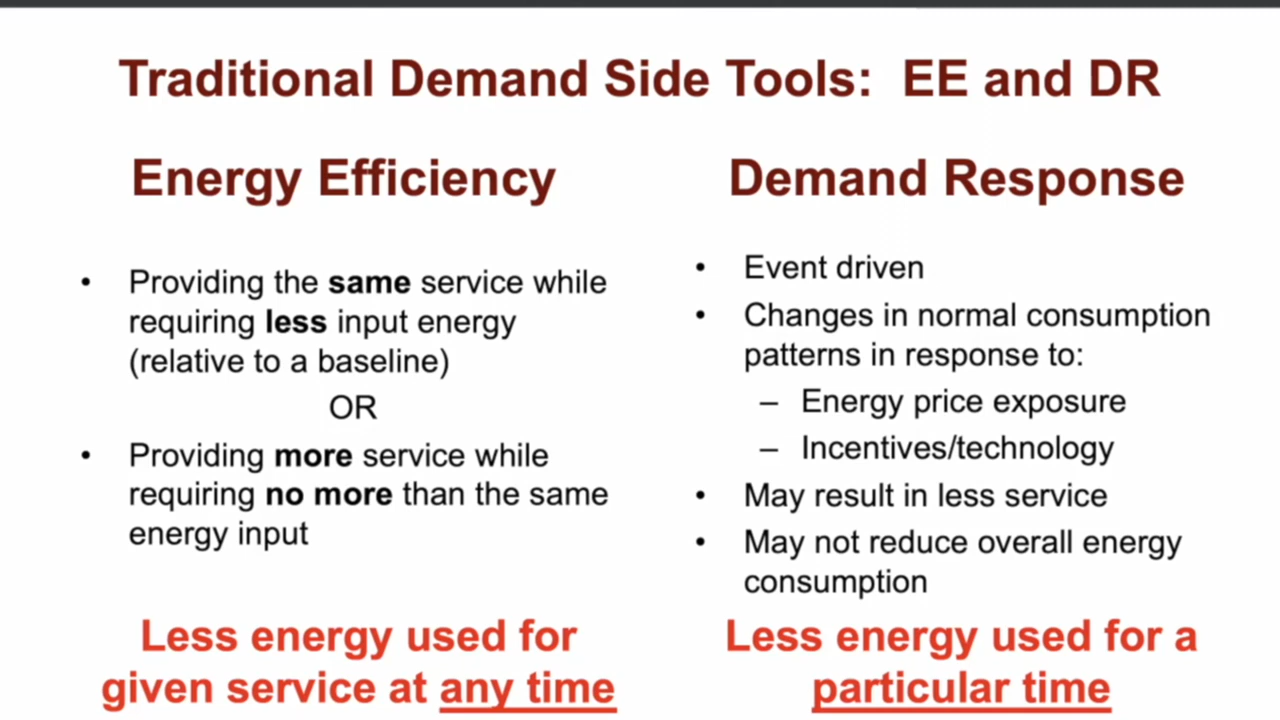 Traditional Demand Side Tools: EE and DR
Energy Efficiency
• Providing the same service while
requiring less input energy
(relative to a baseline)
OR
• Providing more service while
requiring no more than the same
energy input
Less energy used for
given service at any time
Demand Response
• Event driven
• Changes in normal consumption
patterns in response to:
– Energy price exposure
– Incentives/technology
• May result in less service
• May not reduce overall energy
consumption
Less energy used for a
particular time